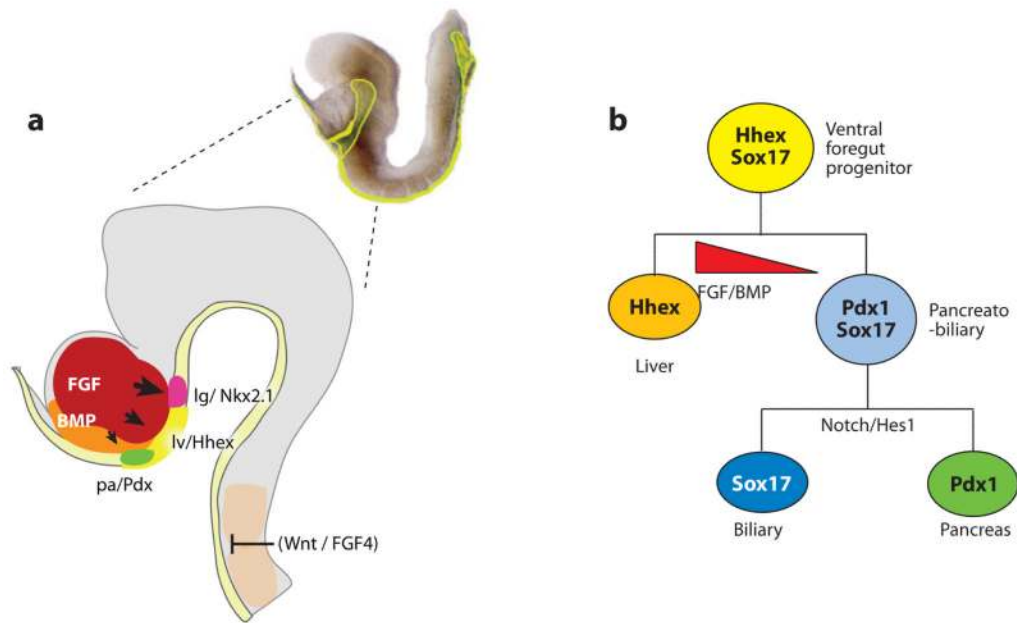 a
FGF
BMP
lg/ Nkx2.1
lv/Hhex
pa/Pdx
(Wnt / FGF4)
b
Hhex
Sox17
Ventral
foregut
progenitor
FGF/BMP
Hhex
Liver
Pdx1
Sox17
Pancreato
-biliary
Notch/Hes1
Sox17
Biliary
Pdx1
Pancreas